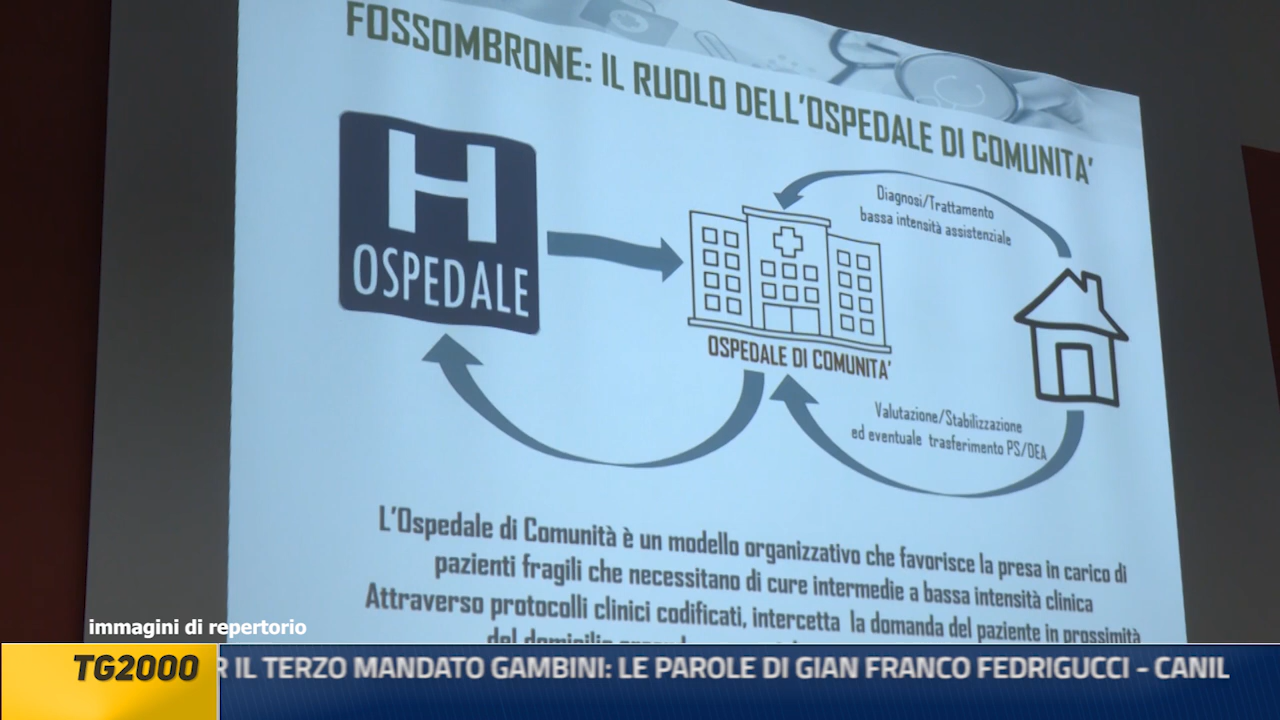 FOSSOMBRONE: IL RUOLO DELL'OSPEDALE DI COMUNITA'
H
OSPEDALE
Diagnosi/Trattamento
bassa intensità assistenziale
OSPEDALE DI COMUNITA'
Valutazione/Stabilizzazione
ed eventuale trasferimento PS/DEA
L'Ospedale di Comunità è un modello organizzativo che favorisce la presa in carico di
pazienti fragili che necessitano di cure intermedie a bassa intensità clinica
Attraverso protocolli clinici codificati, intercetta la domanda del paziente in prossimità
del domicilio
immagini di repertorio
TG2000
R IL TERZO MANDATO GAMBINI: LE PAROLE DI GIAN FRANCO FEDRIGUCCI – CANIL